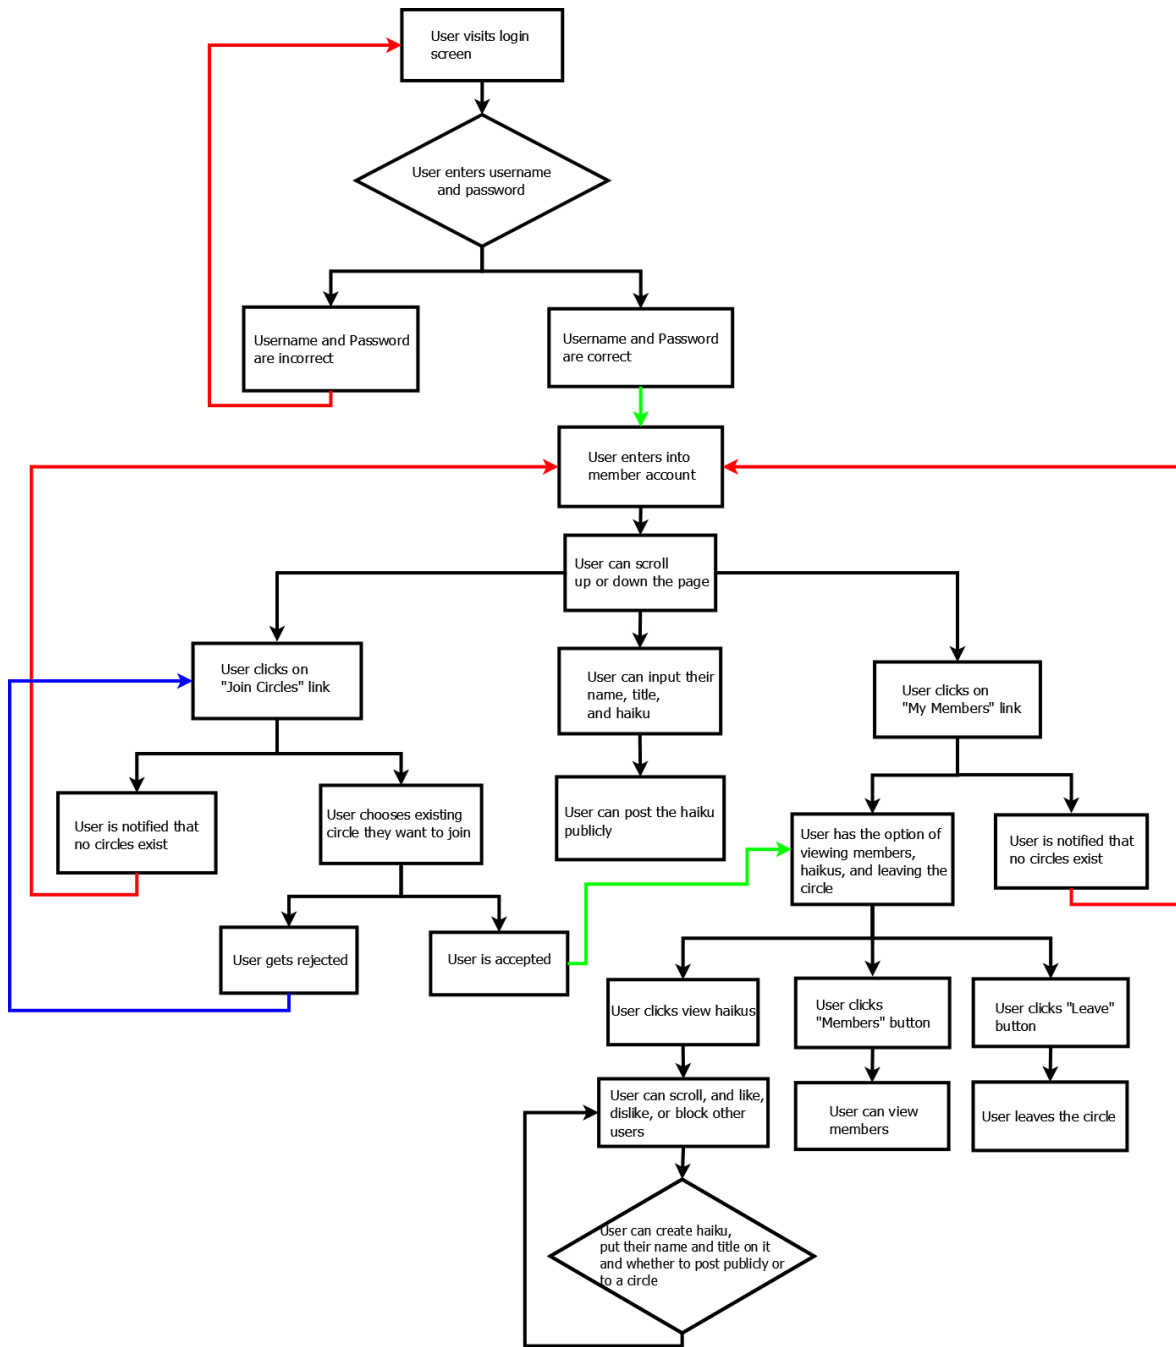 User visits login
screen
User enters username
and password
Username and Password
are incorrect
Username and Password
are correct
User enters into
member account
User can scroll
up or down the page
User clicks on
"Join Circles" link
User can input their
name, title,
and haiku
User clicks on
"My Members" link
User is notified that
no circles exist
User chooses existing
circle they want to join
User can post the haiku
publicly
User has the option of
viewing members,
haikus, and leaving the
circle
User is notified that
no circles exist
User gets rejected
User is accepted
User clicks view haikus
User clicks
"Members" button
User clicks "Leave"
button
User can scroll, and like,
dislike, or block other
users
User can view
members
User leaves the circle
User can create haiku,
put their name and title on it
and whether to post publicly or
to a circle